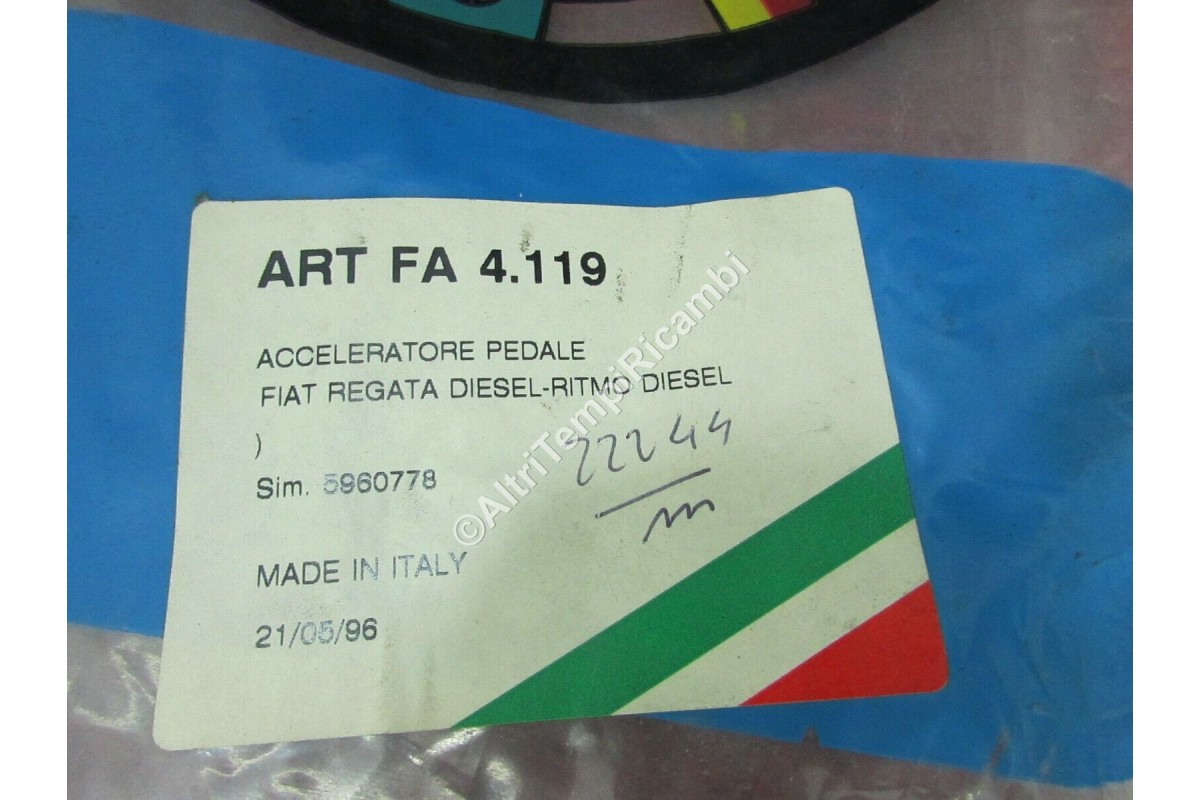 ART FA 4.119
ACCELERATORE PEDALE
FIAT REGATA DIESEL-RITMO DIESEL
)
Sim. 5960778
22244
m
MADE IN ITALY
21/05/96
©AltriTempiRicambi